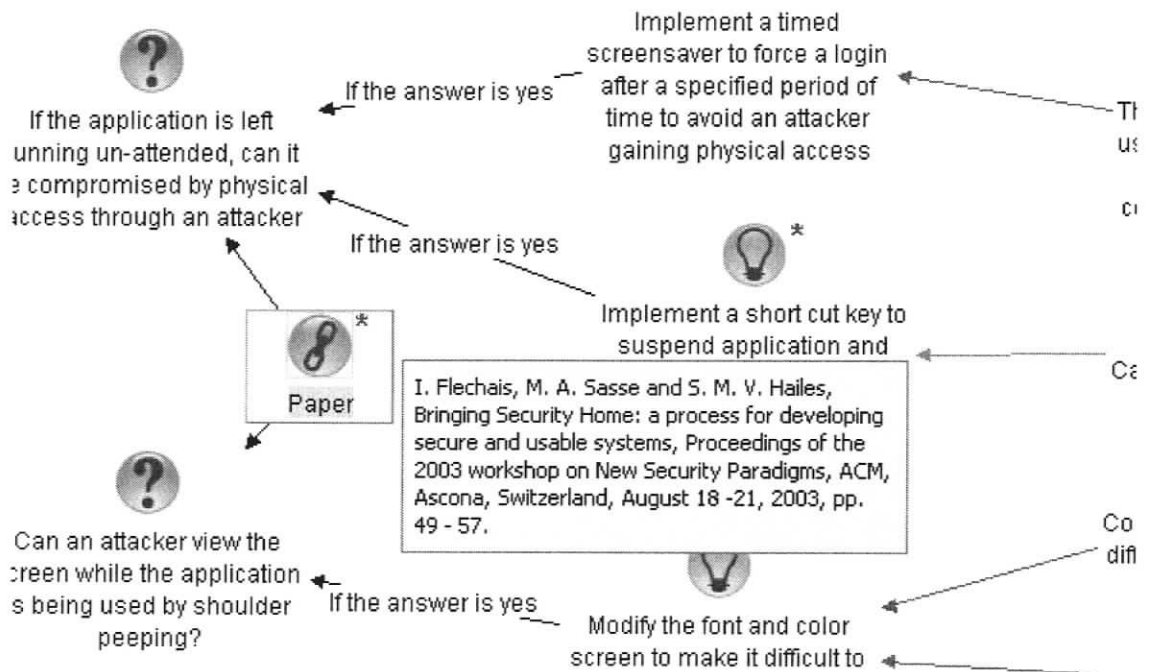 Implement a timed
screensaver to force a login
after a specified period of
time to avoid an attacker
gaining physical access
If the answer is yes
If the application is left
unning un-attended, can it
e compromised by physical
access through an attacker
If the answer is yes
*
Implement a short cut key to
suspend application and
*
Paper
I. Flechais, M. A. Sasse and S. M. V. Hailes,
Bringing Security Home: a process for developing
secure and usable systems, Proceedings of the
2003 workshop on New Security Paradigms, ACM,
Ascona, Switzerland, August 18 -21, 2003, pp.
49 - 57.
Can an attacker view the
creen while the application
s being used by shoulder
peeping?
If the answer is yes
Modify the font and color
screen to make it difficult to
Ca
Co
diff